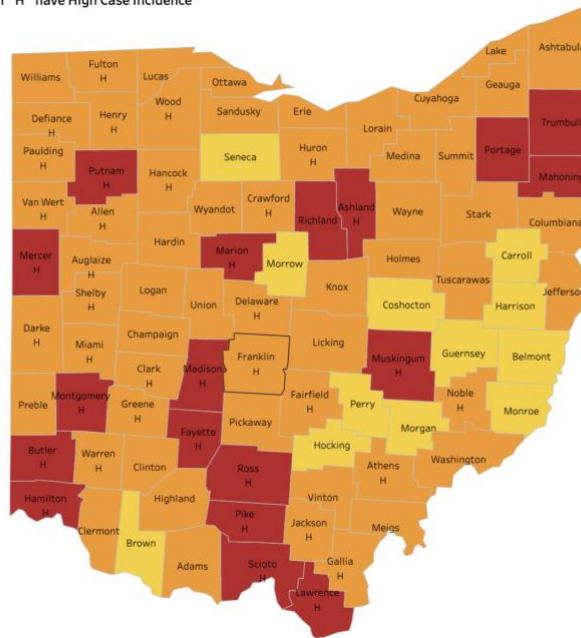 "H" have High Case Incidence
Lake
Ashtabula
Fulton
H
Williams
Lucas
Ottawa
Geauga
Cuyahoga
Wood
H
Defiance
H
Henry
H
Sandusky
Erie
Lorain
Trumbull
H
Huron
H
Medina
Summit
Portage
H
Paulding
H
Seneca
Putnam
H
Hancock
H
Mahoning
H
Crawford
H
Ashland
H
Van Wert
H
Allen
H
Wyandot
Richland
Wayne
Stark
Columbiana
Hardin
Marion
H
Mercer
H
Auglaize
H
Morrow
Holmes
Carroll
Tuscarawas
Logan
Knox
Jefferson
Shelby
H
Union
Delaware
H
Coshocton
Harrison
Darke
H
Champaign
Miami
H
Licking
Franklin
H
Muskingum
H
Guernsey
Belmont
Clark
H
Madison
H
Fairfield
H
Noble
H
Preble
Montgomery
H
Greene
Perry
Monroe
Pickaway
Fayette
H
Morgan
Hocking
Butler
H
Warren
H
Clinton
Ross
H
Athens
H
Washington
Hamilton
H
Highland
Vinton
Clermont
Pike
H
Jackson
H
Meigs
Brown
Adams
Scioto
H
Gallia
H
Lawrence
H